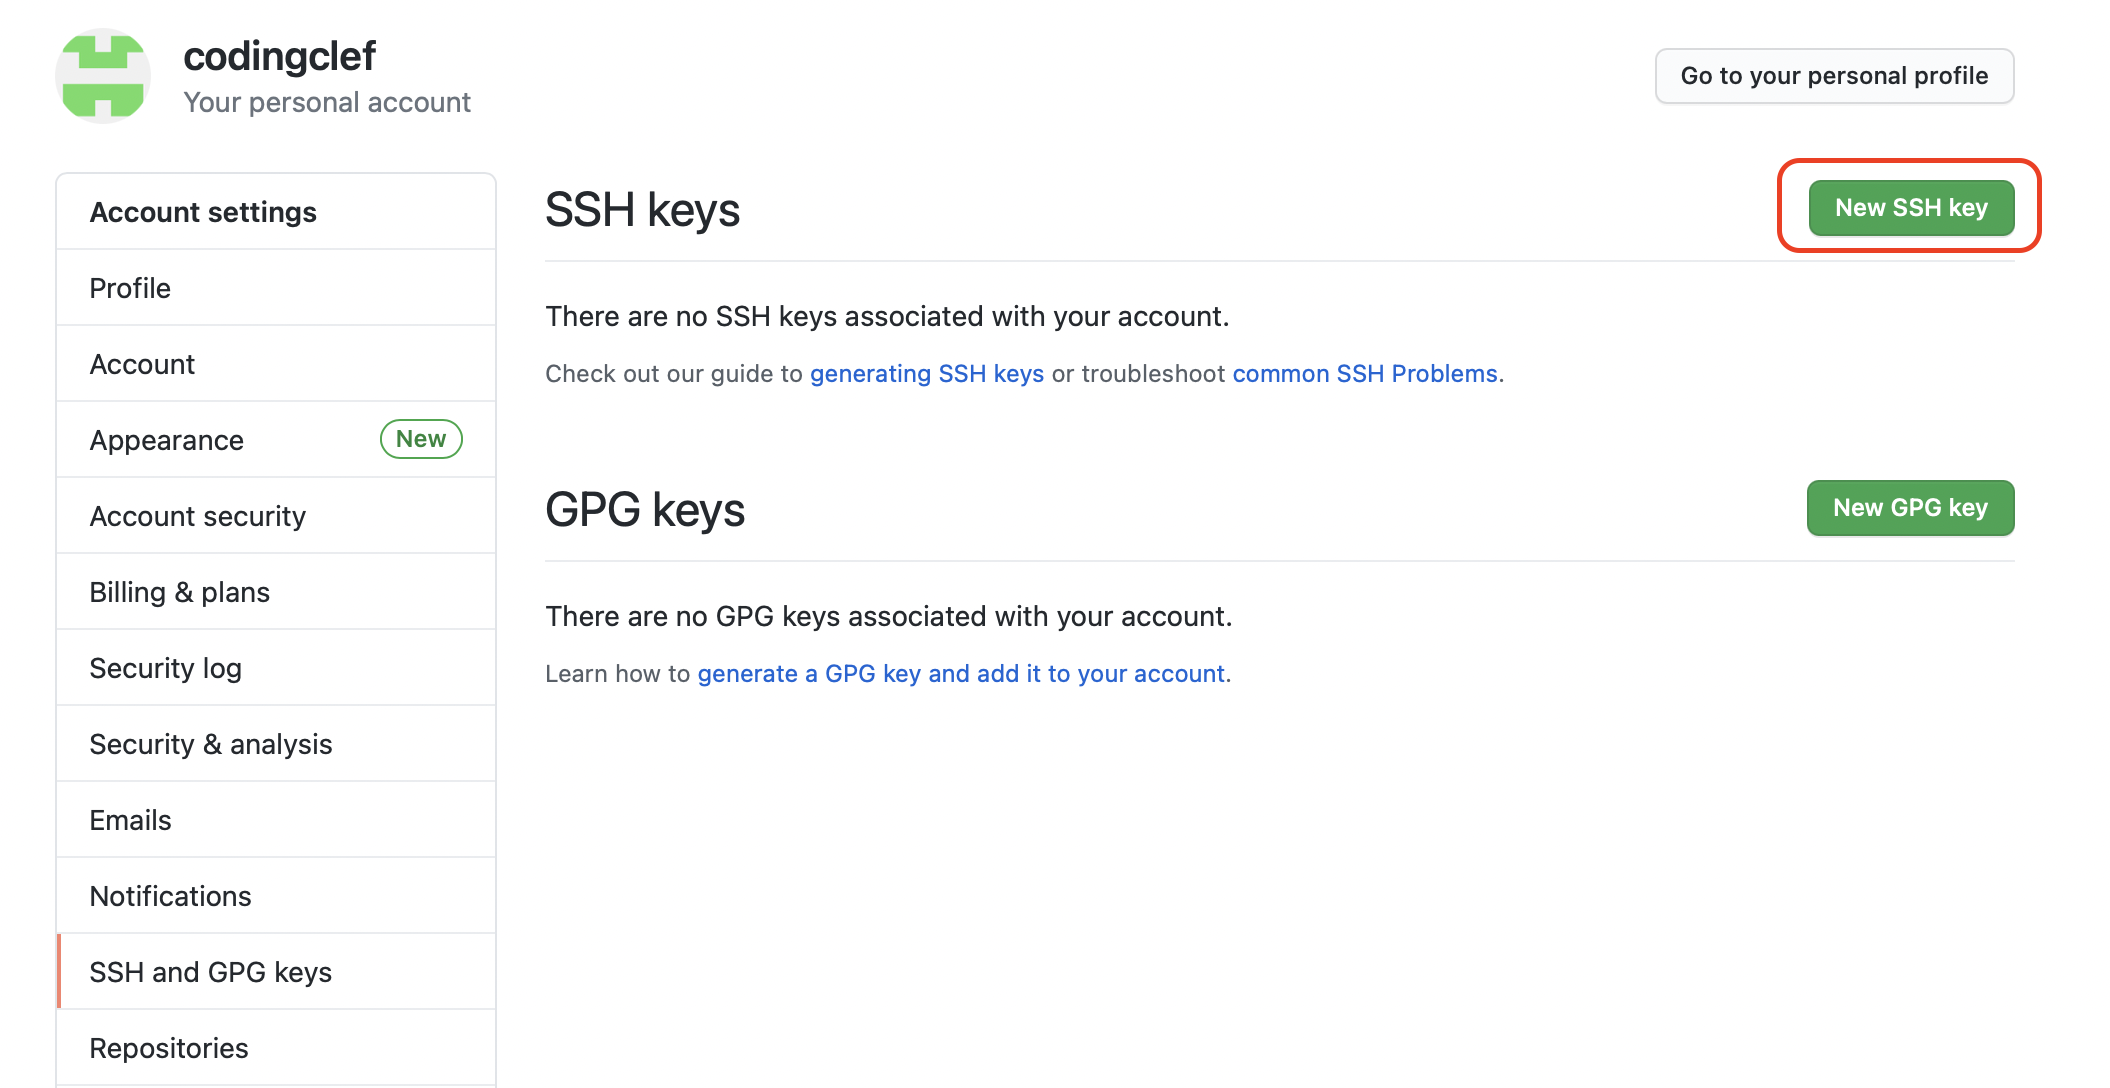 codingclef
Your personal account
Go to your personal profile
Account settings
Profile
Account
Appearance New
Account security
Billing & plans
Security log
Security & analysis
Emails
Notifications
SSH and GPG keys
Repositories
SSH keys
New SSH key
There are no SSH keys associated with your account.
Check out our guide to generating SSH keys or troubleshoot common SSH Problems.
GPG keys
New GPG key
There are no GPG keys associated with your account.
Learn how to generate a GPG key and add it to your account.